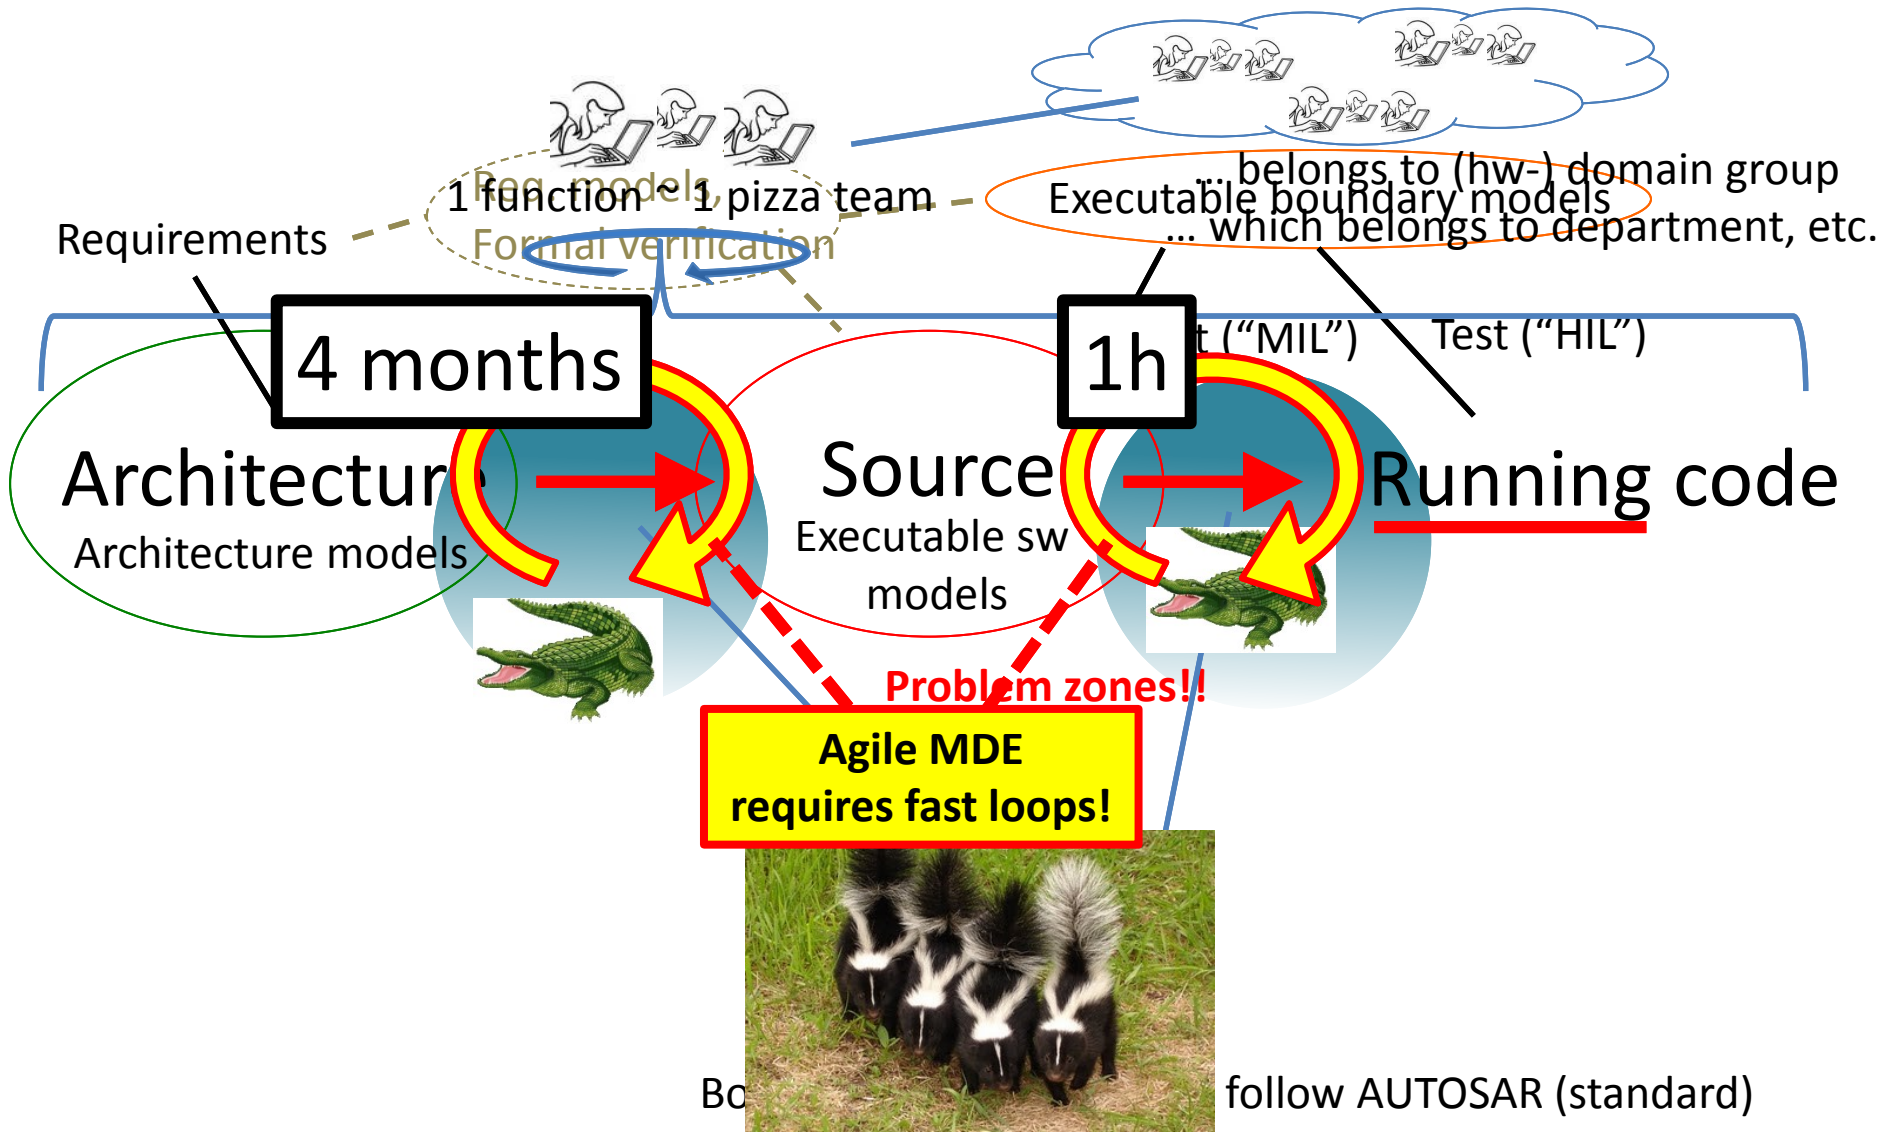 … belongs to (hw-) domain group
Req. models,
1 function ~ 1 pizza team
Executable boundary models
… which belongs to department, etc.
Requirements
Formal verification
4 months
1h
t (“MIL”)
Test (“HIL”)
Architecture
Source
Running code
Architecture models
Executable sw
models
Problem zones!!
Agile MDE
requires fast loops!
follow AUTOSAR (standard)